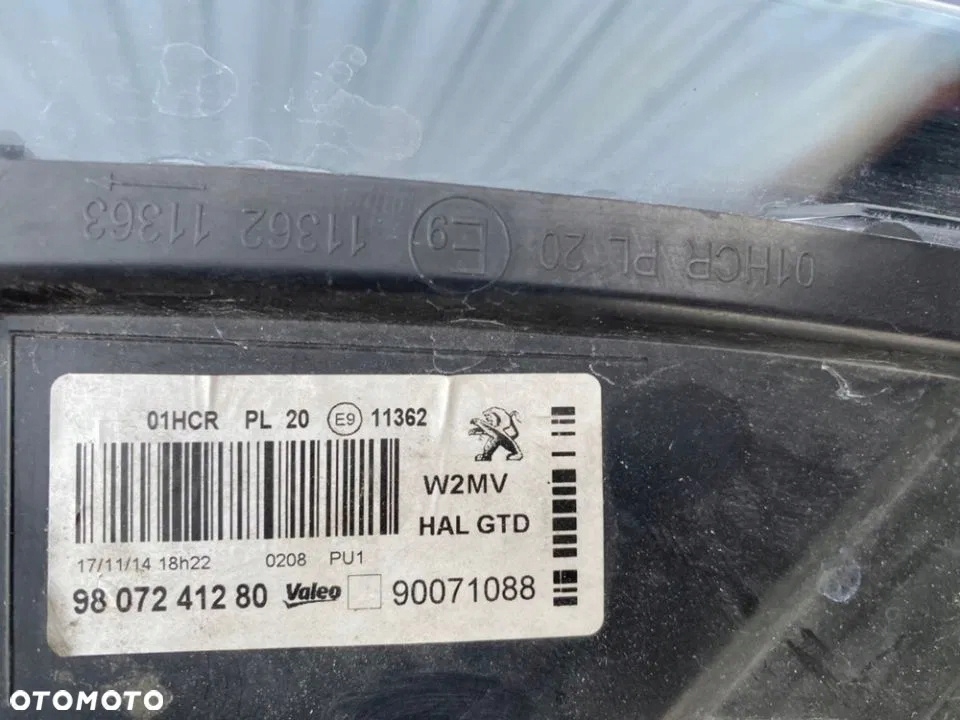 01HCR PL 20 E9 11362 11363
01HCR PL 20 E9 11362
W2MV
HAL GTD
17/11/14 18h22 0208 PU1
98 072 412 80 Valeo 90071088
OTOMOTO